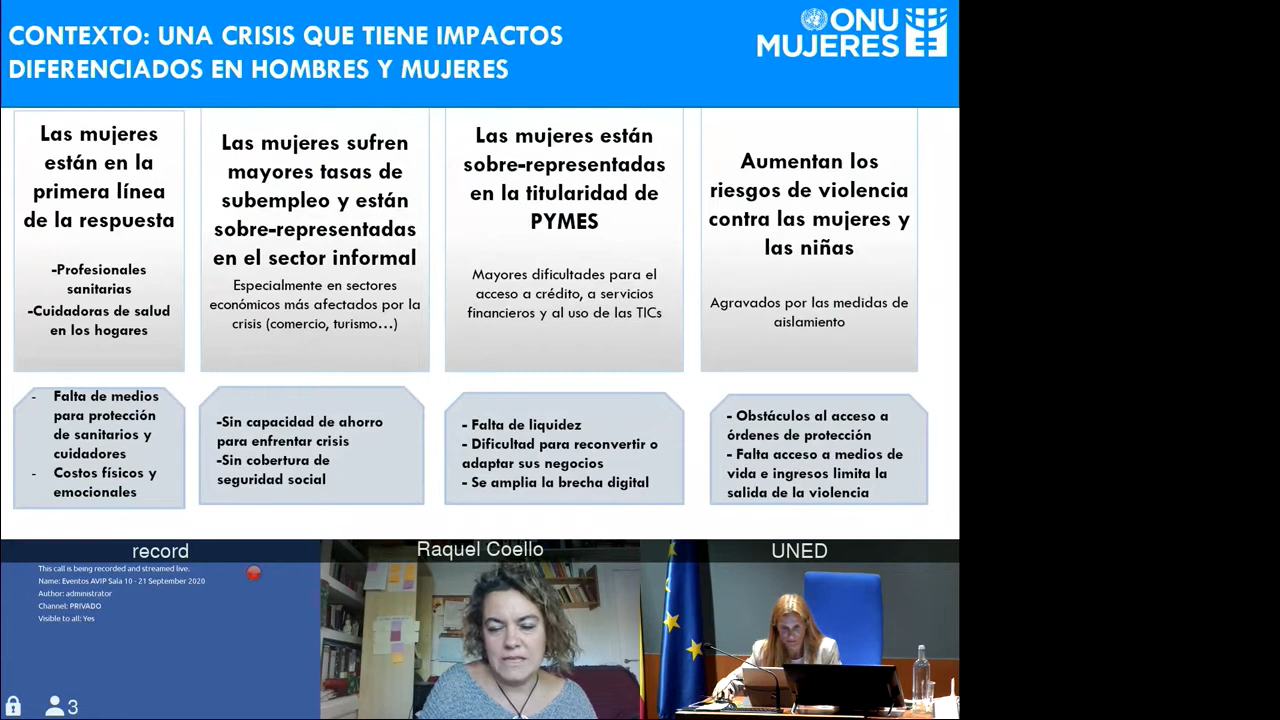 CONTEXTO: UNA CRISIS QUE TIENE IMPACTOS
DIFERENCIADOS EN HOMBRES Y MUJERES
ONU
MUJERES
Las mujeres
están en la
primera línea
de la respuesta
-Profesionales
sanitarias
-Cuidadoras de salud
en los hogares
Las mujeres sufren
mayores tasas de
subempleo y están
sobre-representadas
en el sector informal
Especialmente en sectores
económicos más afectados por la
crisis (comercio, turismo...)
Las mujeres están
sobre-representadas
en la titularidad de
PYMES
Mayores dificultades para el
acceso a crédito, a servicios
financieros y al uso de las TICs
Aumentan los
riesgos de violencia
contra las mujeres y
las niñas
Agravados por las medidas de
aislamiento
- Falta de medios
para protección
de sanitarios y
cuidadores
- Costos físicos y
emocionales
-Sin capacidad de ahorro
para enfrentar crisis
-Sin cobertura de
seguridad social
- Falta de liquidez
- Dificultad para reconvertir o
adaptar sus negocios
- Se amplia la brecha digital
- Obstáculos al acceso a
órdenes de protección
- Falta acceso a medios de
vida e ingresos limita la
salida de la violencia
record
This call is being recorded and streamed live.
Name: Eventos AVIP Sala 10 - 21 September 2020
Author: administrator
Channel: PRIVADO
Visible to all: Yes
3
Raquel Coello
UNED